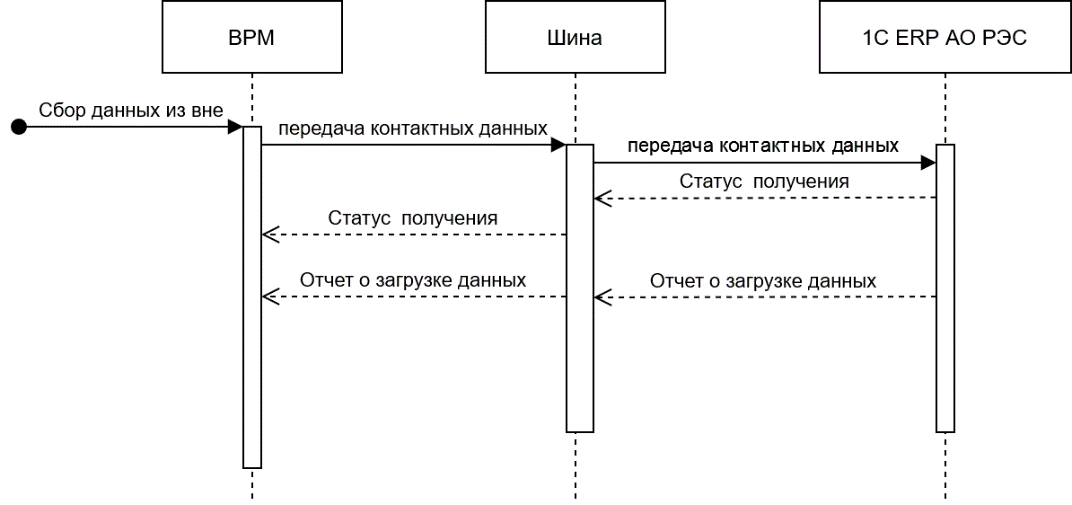 BPM
Шина
1С ERP АО РЭС
Сбор данных из вне
передача контактных данных
передача контактных данных
Статус получения
Статус получения
Отчет о загрузке данных
Отчет о загрузке данных